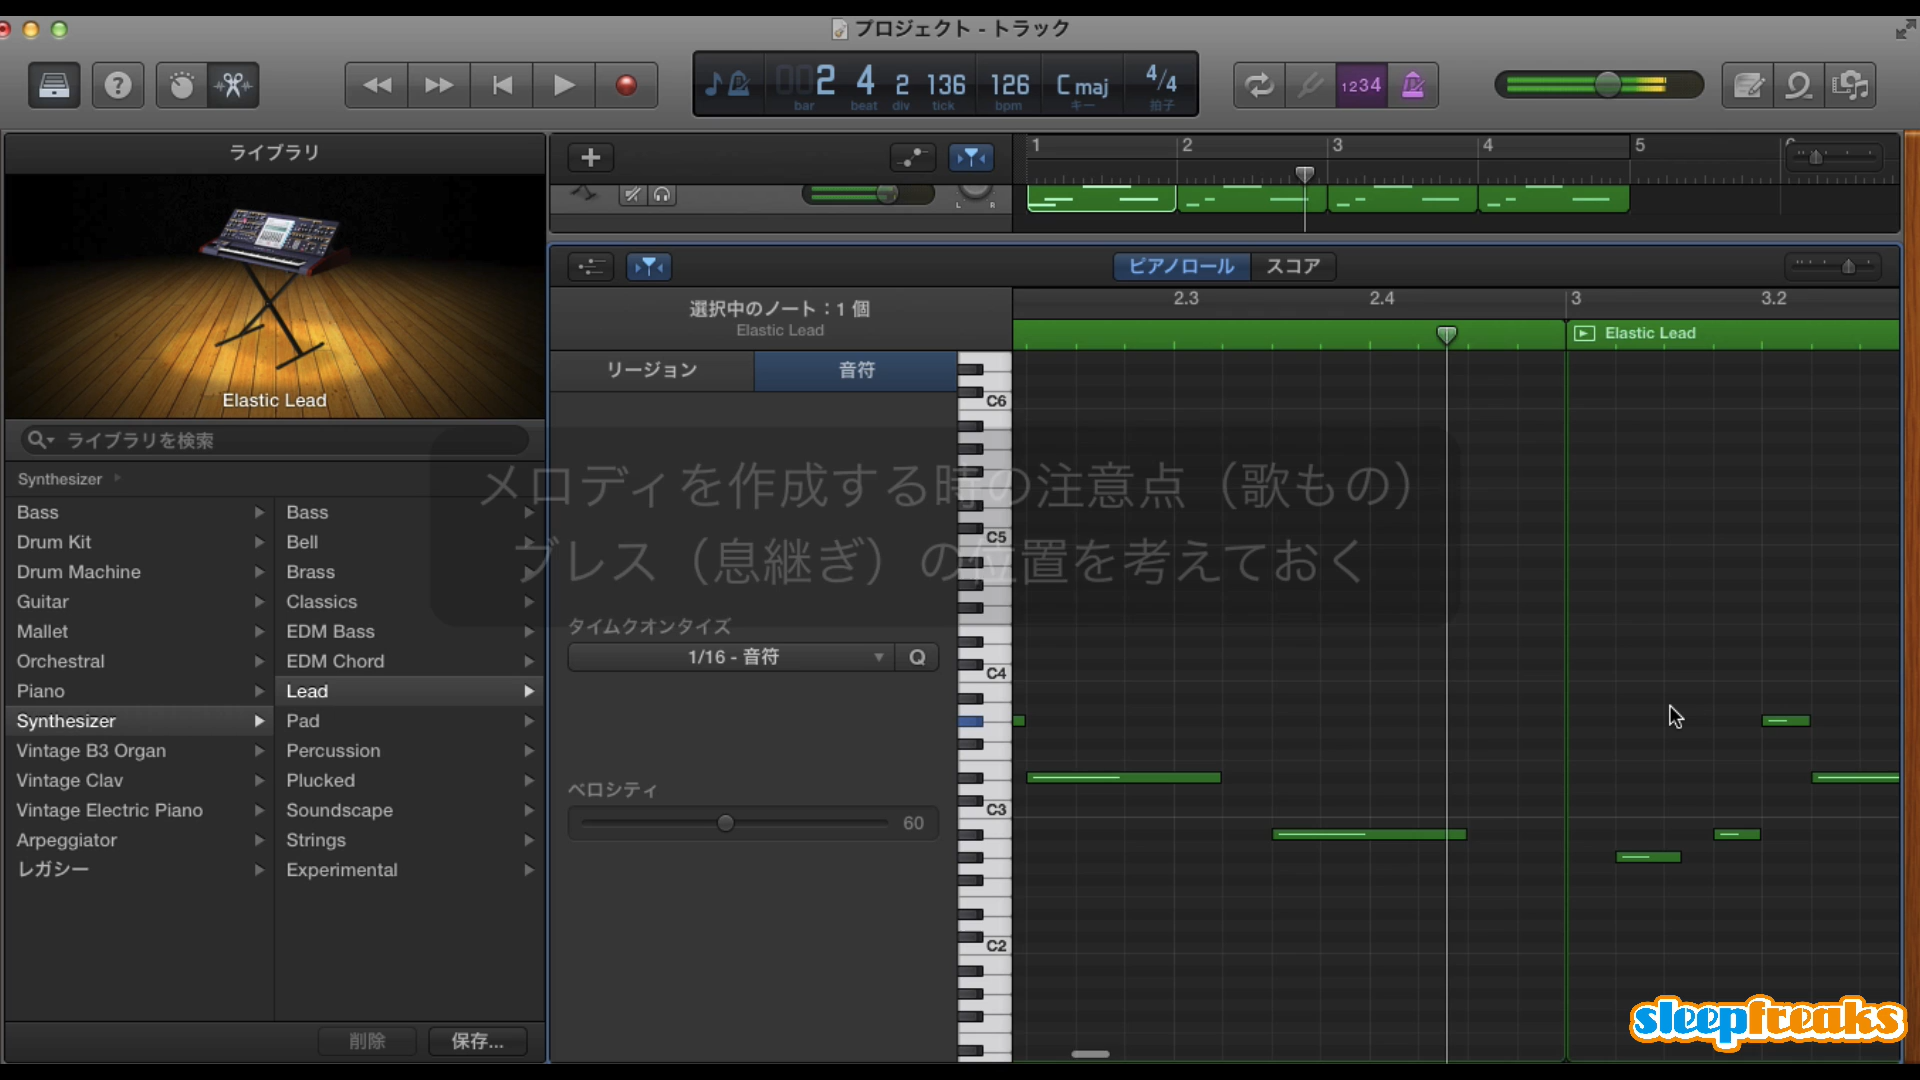 プロジェクト - トラック
2 4 2 136 126 C maj 4/4
bar beat div tick bpm キー 拍子
1234
ライブラリ
1 2 3 4 5 6
L R
Elastic Lead
ピアノロール スコア
選択中のノート：1 個
Elastic Lead
2.3 2.4 3 3.2
Elastic Lead
リージョン 音符
ライブラリを検索
Synthesizer
メロディを作成する時の注意点（歌もの）
ブレス（息継ぎ）の位置を考えておく
Bass
Drum Kit
Drum Machine
Guitar
Mallet
Orchestral
Piano
Synthesizer
Vintage B3 Organ
Vintage Clav
Vintage Electric Piano
Arpeggiator
レガシー
Bass
Bell
Brass
Classics
EDM Bass
EDM Chord
Lead
Pad
Percussion
Plucked
Soundscape
Strings
Experimental
タイムクオンタイズ
1/16 - 音符 Q
ベロシティ
60
C6
C5
C4
C3
C2
削除 保存...
sleepfreaks